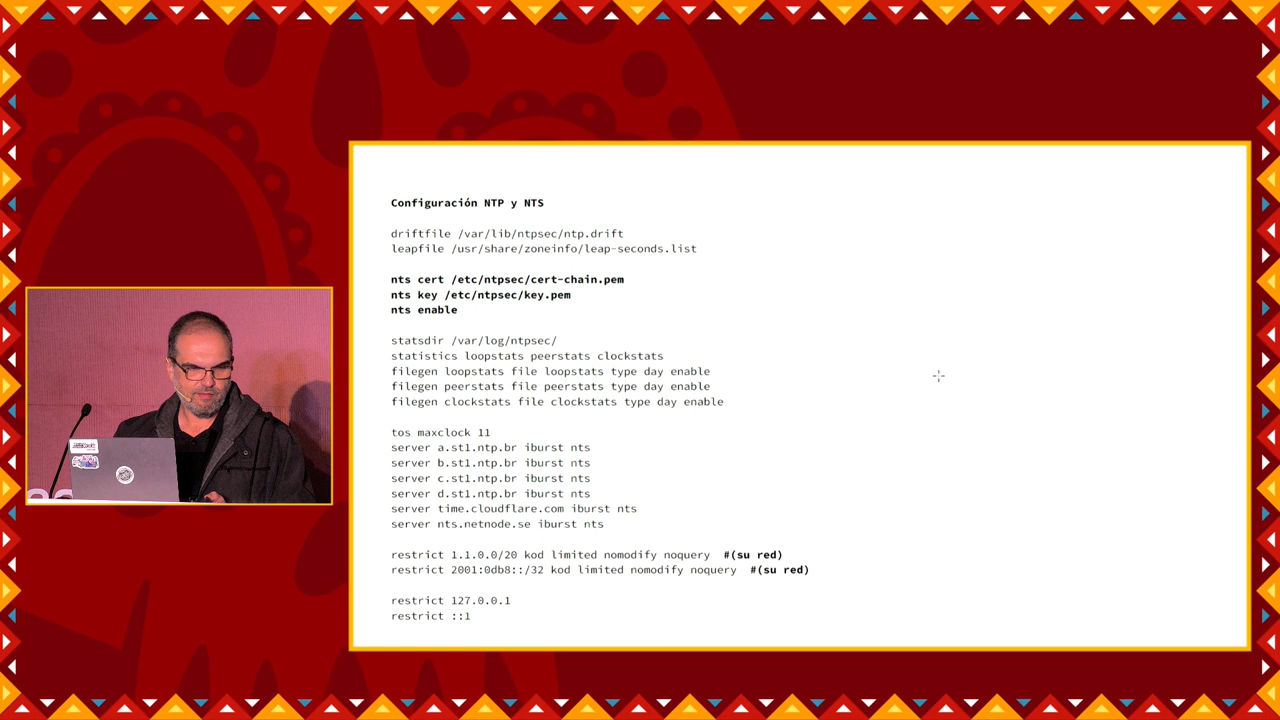 Configuración NTP y NTS
driftfile /var/lib/ntpsec/ntp.drift
leapfile /usr/share/zoneinfo/leap-seconds.list
nts cert /etc/ntpsec/cert-chain.pem
nts key /etc/ntpsec/key.pem
nts enable
statsdir /var/log/ntpsec/
statistics loopstats peerstats clockstats
filegen loopstats file loopstats type day enable
filegen peerstats file peerstats type day enable
filegen clockstats file clockstats type day enable
tos maxclock 11
server a.st1.ntp.br iburst nts
server b.st1.ntp.br iburst nts
server c.st1.ntp.br iburst nts
server d.st1.ntp.br iburst nts
server time.cloudflare.com iburst nts
server nts.netnode.se iburst nts
restrict 1.1.0.0/20 kod limited nomodify noquery  #(su red)
restrict 2001:0db8::/32 kod limited nomodify noquery  #(su red)
restrict 127.0.0.1
restrict ::1